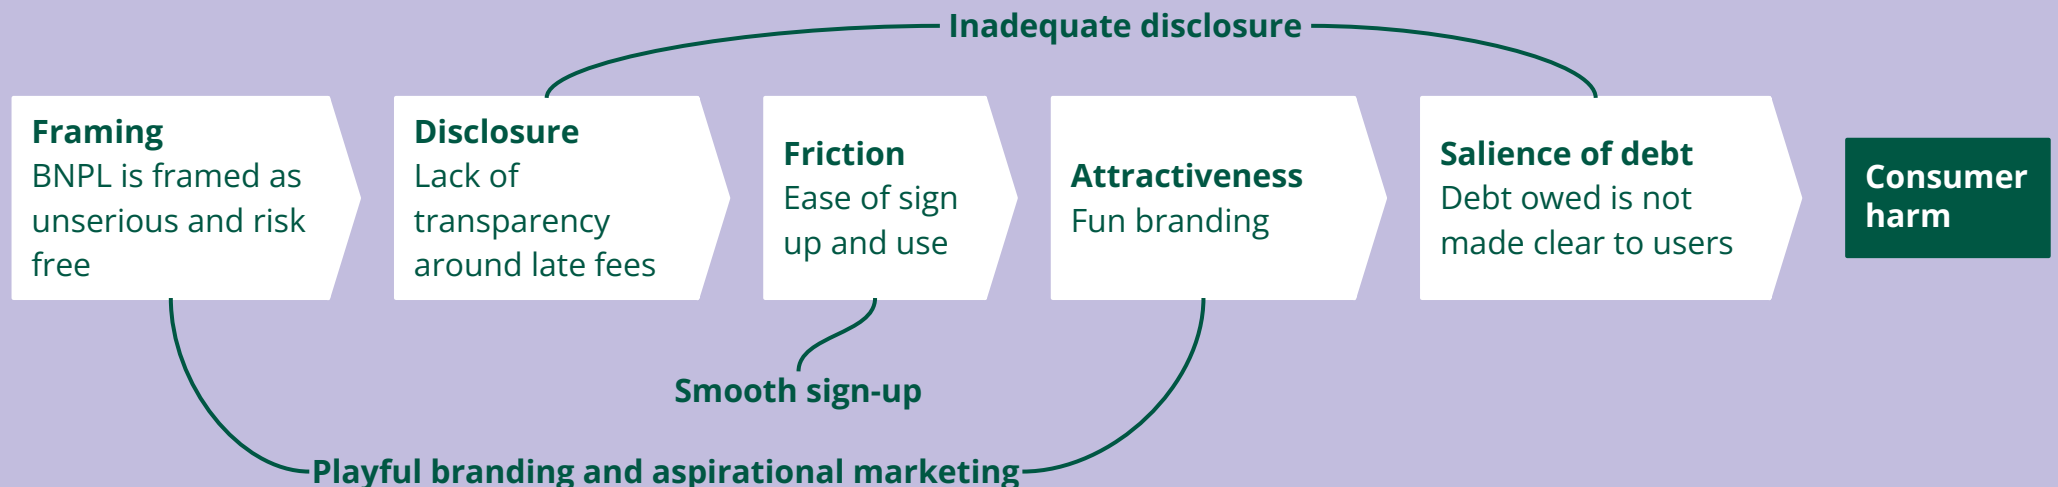 Inadequate disclosure
Framing
BNPL is framed as
unserious and risk
free
Disclosure
Lack of
transparency
around late fees
Friction
Ease of sign
up and use
Attractiveness
Fun branding
Salience of debt
Debt owed is not
made clear to users
Consumer
harm
Smooth sign-up
Playful branding and aspirational marketing